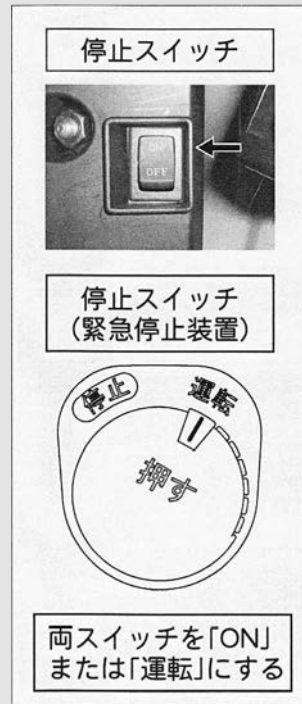 停止スイッチ
ON
OFF
停止スイッチ
（緊急停止装置）
停止
運転
押す
両スイッチを「ON」
または「運転」にする